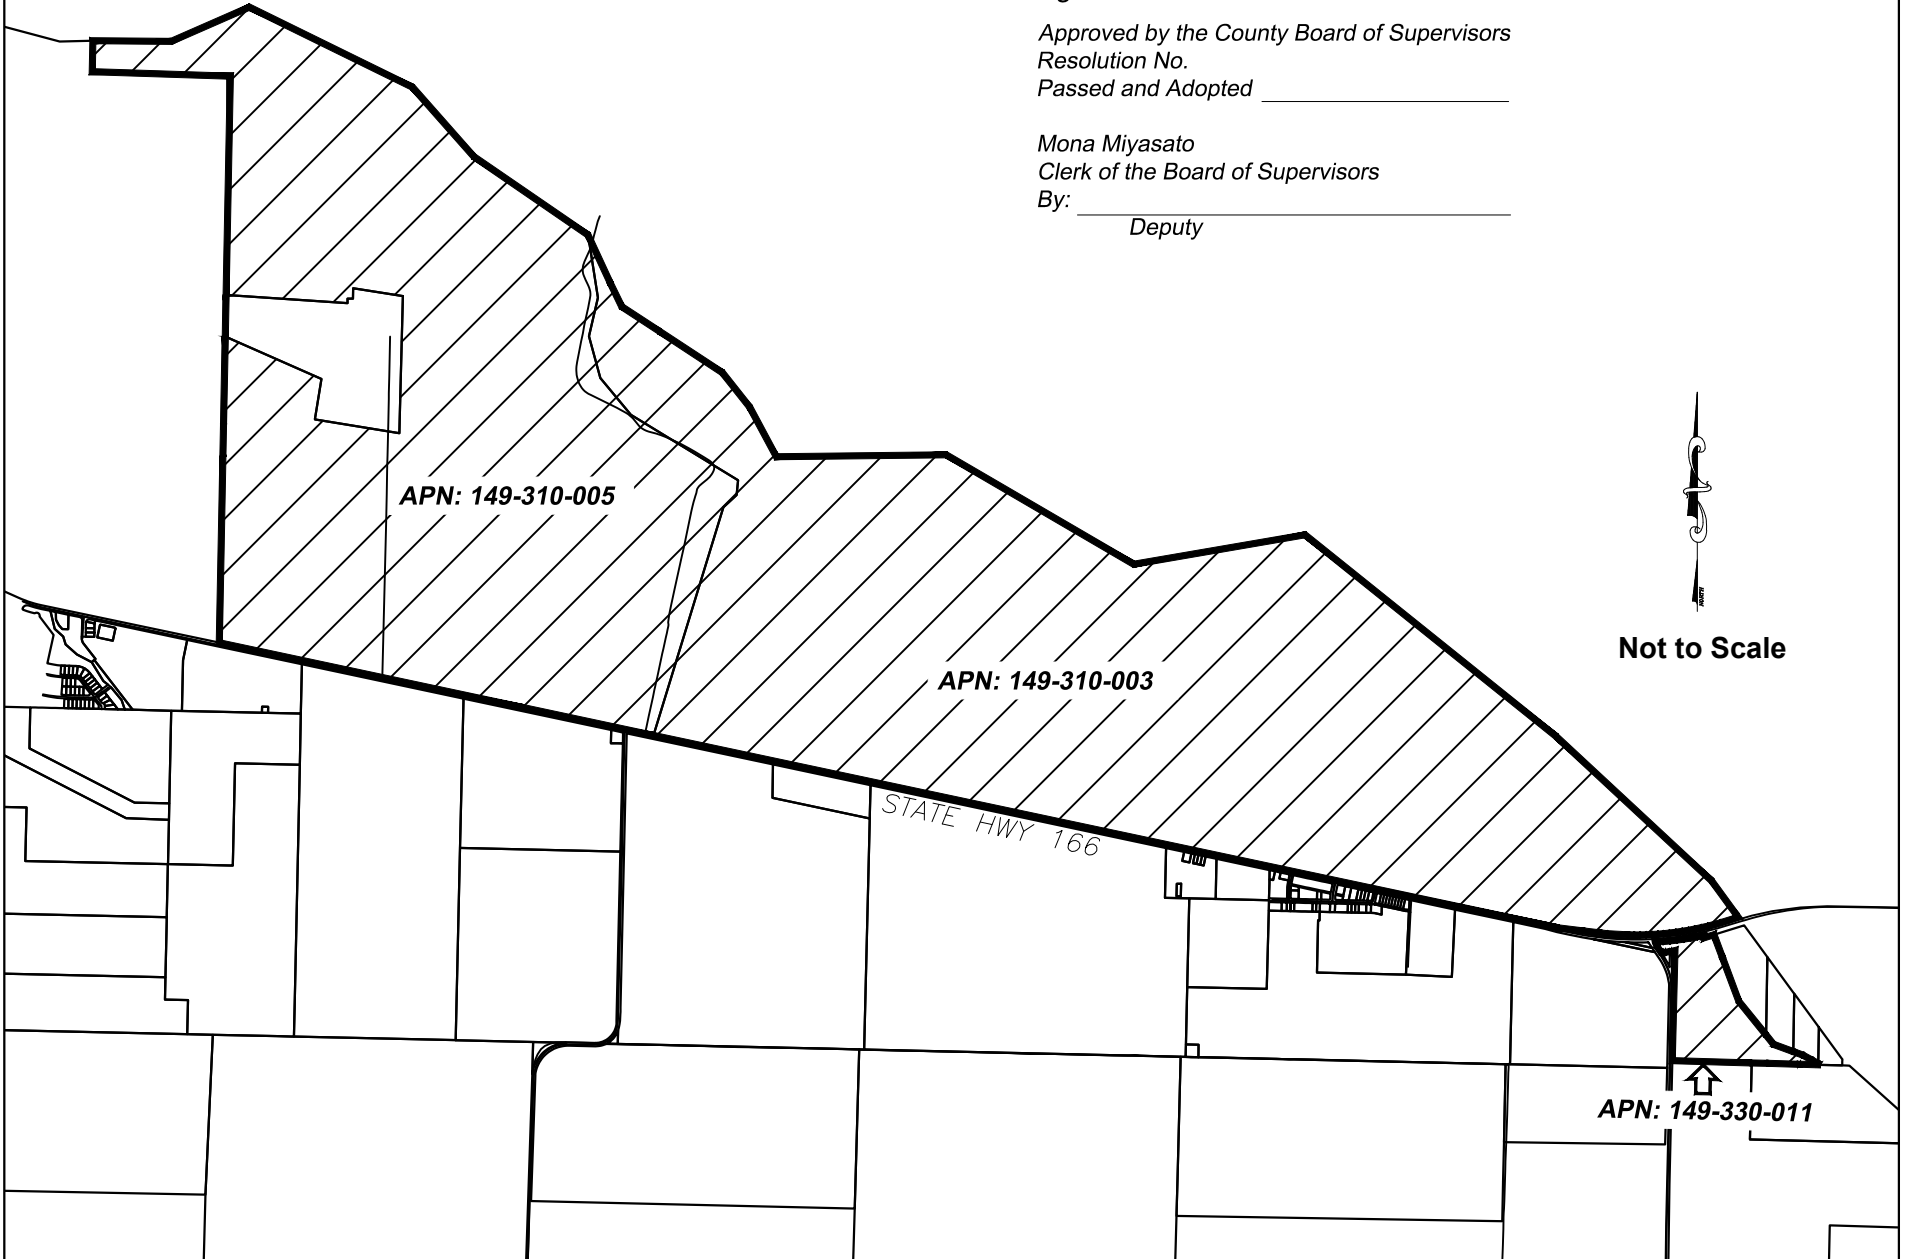 Approved by the County Board of Supervisors
Resolution No.
Passed and Adopted
Mona Miyasato
Clerk of the Board of Supervisors
By:
Deputy
APN: 149-310-005
NORTH
Not to Scale
APN: 149-310-003
STATE HWY 166
APN: 149-330-011